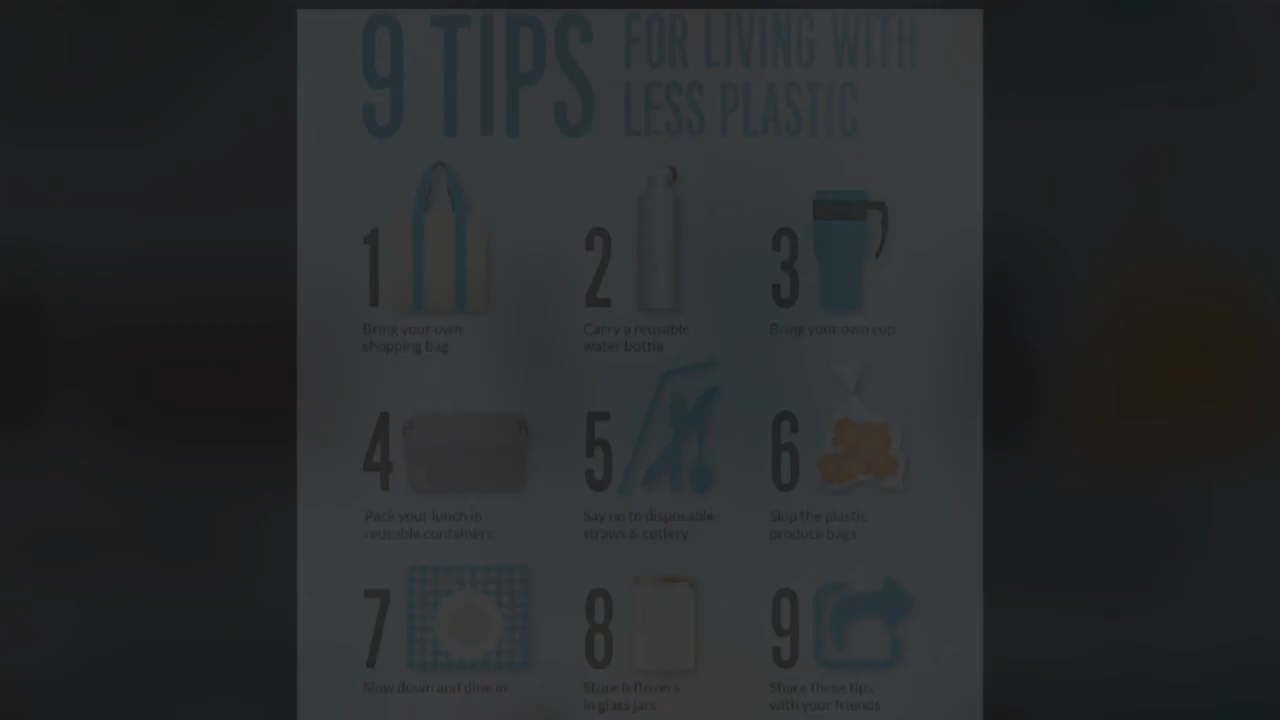 9 TIPS
FOR LIVING WITH
LESS PLASTIC
1
Bring your own
shopping bag
2
Carry a reusable
water bottle
3
Bring your own cup
4
Pack your lunch in
reusable containers
5
Say no to disposable
straws & cutlery
6
Skip the plastic
produce bags
7
Slow down and dine in
8
Store leftovers
in glass jars
9
Share these tips
with your friends